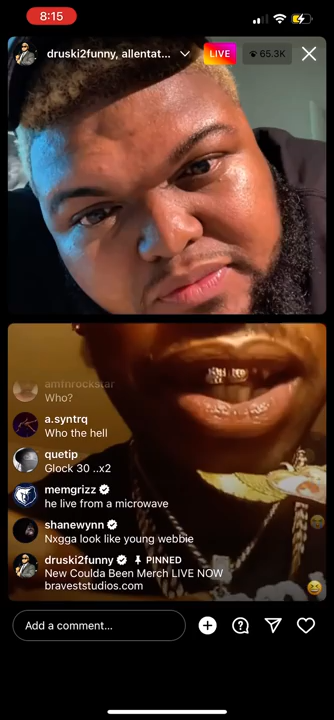 8:15
druski2funny, allentat...
LIVE
65.3K
amfnrockstar
Who?
a.syntrq
Who the hell
quetip
Glock 30 ..x2
memgrizz
he live from a microwave
shanewynn
Nxgga look like young webbie
druski2funny PINNED
New Coulda Been Merch LIVE NOW
braveststudios.com
Add a comment...